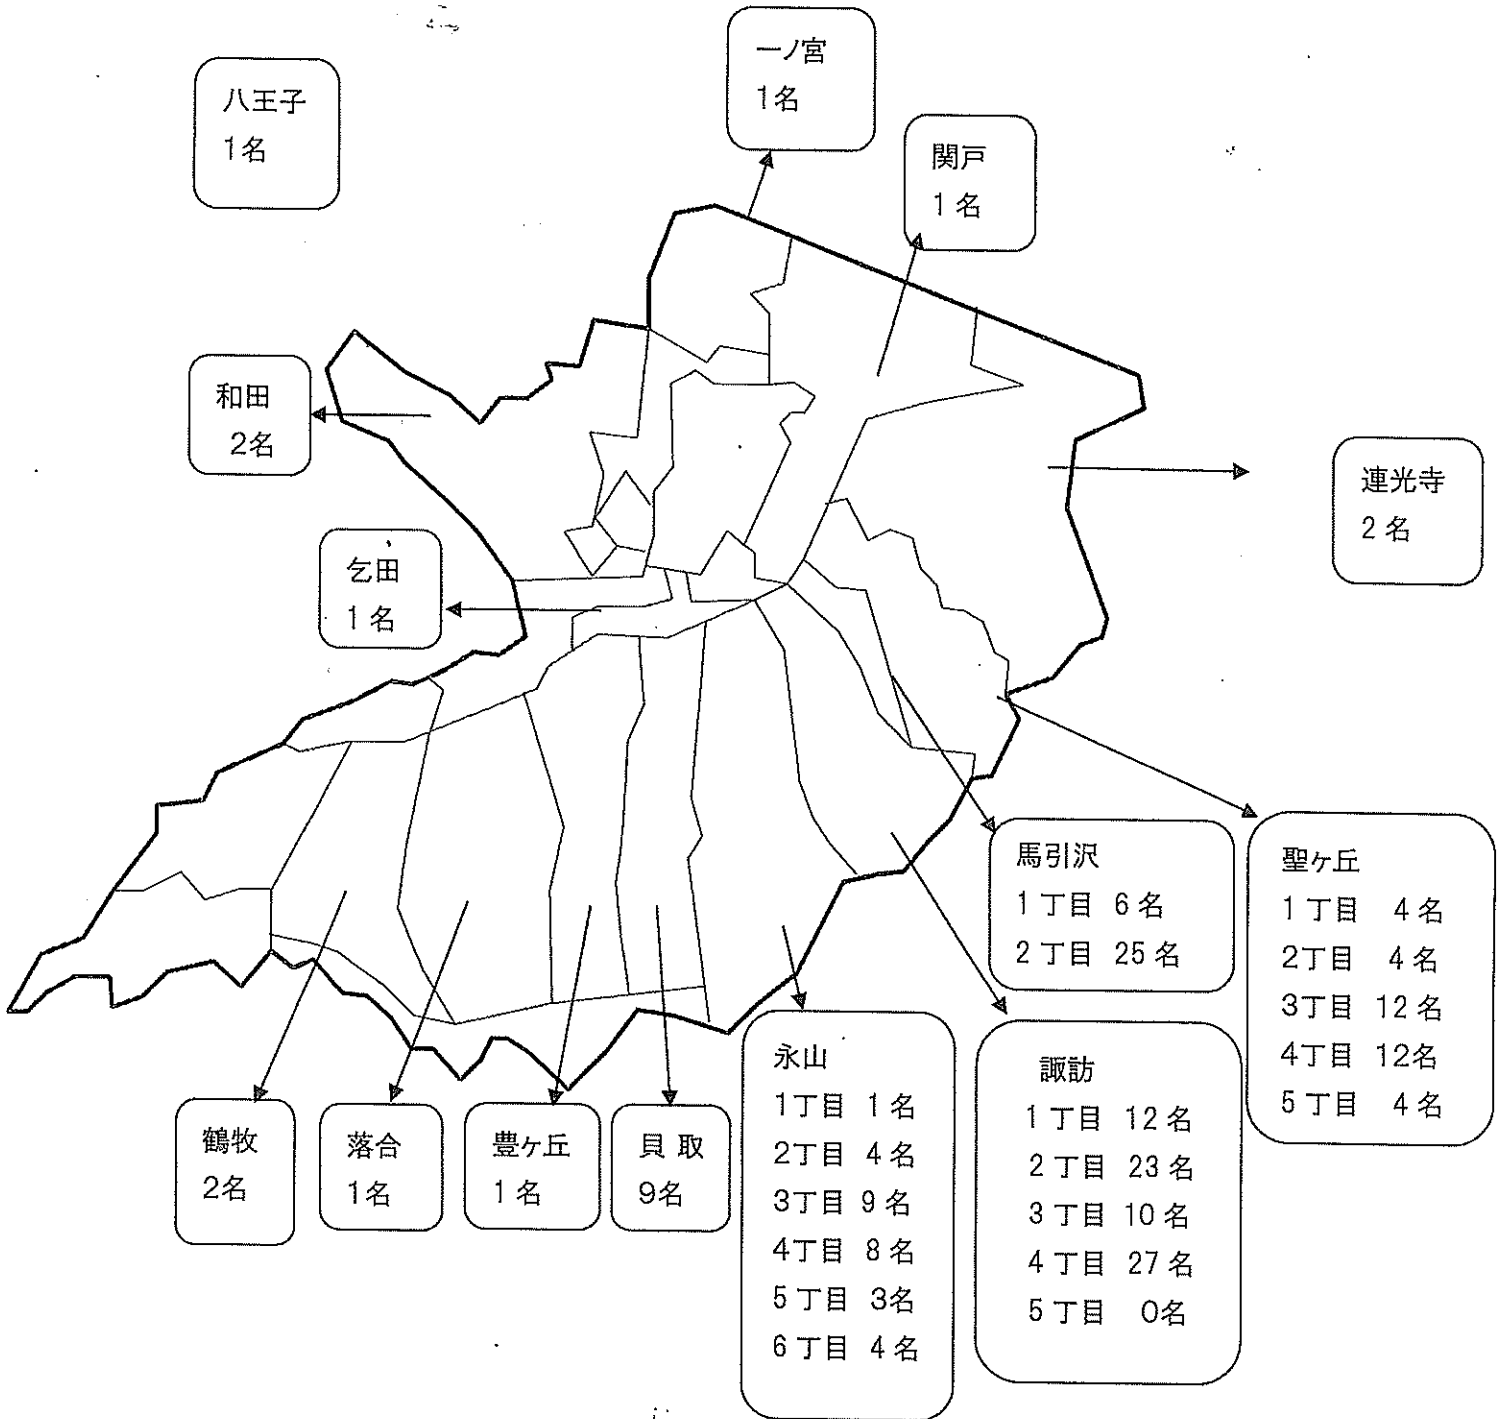 一ノ宮
1名
八王子
1名
関戸
1名
和田
2名
連光寺
2名
乞田
1名
馬引沢
1丁目 6名
2丁目 25名
聖ヶ丘
1丁目 4名
2丁目 4名
3丁目 12名
4丁目 12名
5丁目 4名
永山
1丁目 1名
2丁目 4名
3丁目 9名
4丁目 8名
5丁目 3名
6丁目 4名
諏訪
1丁目 12名
2丁目 23名
3丁目 10名
4丁目 27名
5丁目 0名
鶴牧
2名
落合
1名
豊ヶ丘
1名
貝取
9名